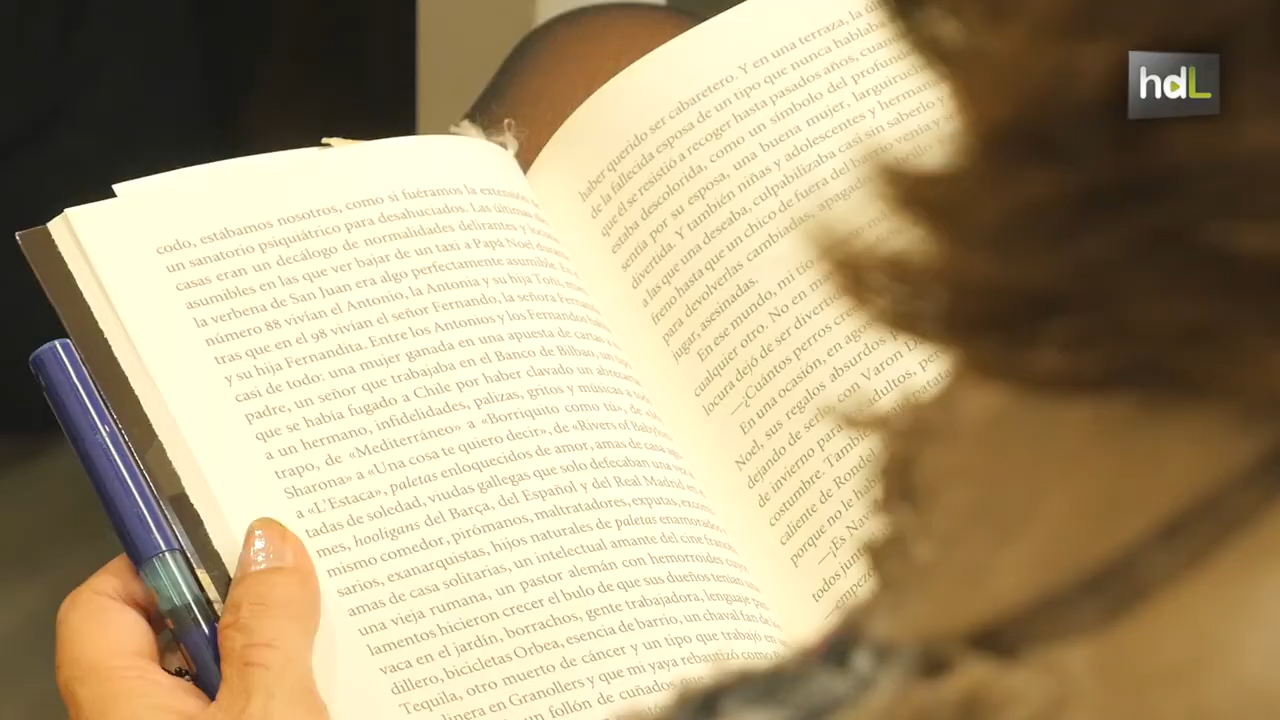 hdL
codo, estábamos nosotros, como si fuéramos la extensión
un sanatorio psiquiátrico para desahuciados. Las últimas
casas eran un decálogo de normalidades delirantes y
asumibles en las que ver bajar de un taxi a Papá Noel
la verbena de San Juan era algo perfectamente asumible.
número 88 vivían el Antonio, la Antonia y su hija Toñi,
tras que en el 98 vivían el señor Fernando, la señora
y su hija Fernandita. Entre los Antonios y los Fernandos
casi de todo: una mujer ganada en una apuesta de cartas a
padre, un señor que trabajaba en el Banco de Bilbao, un
que se había fugado a Chile por haber clavado un
a un hermano, infidelidades, palizas, gritos y músicas a
trapo, de «Mediterráneo» a «Borriquito como tú», de
Sharona» a «Una cosa te quiero decir», de «Rivers of
a «L'Estaca», paletas enloquecidos de amor, amas de casa
tadas de soledad, viudas gallegas que solo defecaban una
mes, hooligans del Barça, del Español y del Real Madrid en
mismo comedor, pirómanos, maltratadores, exputas,
sarios, exanarquistas, hijos naturales de paletas
amas de casa solitarias, un intelectual amante del cine
una vieja rumana, un pastor alemán con hemorroides
lamentos hicieron crecer el bulo de que sus dueños tenían
vaca en el jardín, borrachos, gente trabajadora,
dillero, bicicletas Orbea, esencia de barrio, un chaval fan de
Tequila, otro muerto de cáncer y un tipo que trabajó en
linera en Granollers y que mi yaya rebautizó como
un follón de cuñados que
haber querido ser cabaretero. Y en una terraza, la
de la fallecida esposa de un tipo que nunca hablaba
que él se resistió a recoger hasta pasados años,
estaba descolorida, como un símbolo del profundo
sentía por su esposa, una buena mujer,
divertida. Y también niñas y adolescentes y
a las que una deseaba, culpabilizaba casi sin saberlo y
freno hasta que un chico de fuera del barrio venía y
para devolverlas cambiadas,
jugar, asesinadas.
En ese mundo, mi tío
cualquier otro. No en
locura dejó de ser
—¿Cuántos perros
En una ocasión, en
Noel, sus regalos absurdos
dejando de serlo, con Varon
de invierno para
costumbre.
caliente de Rondel
porque no le
—¡Es
todos